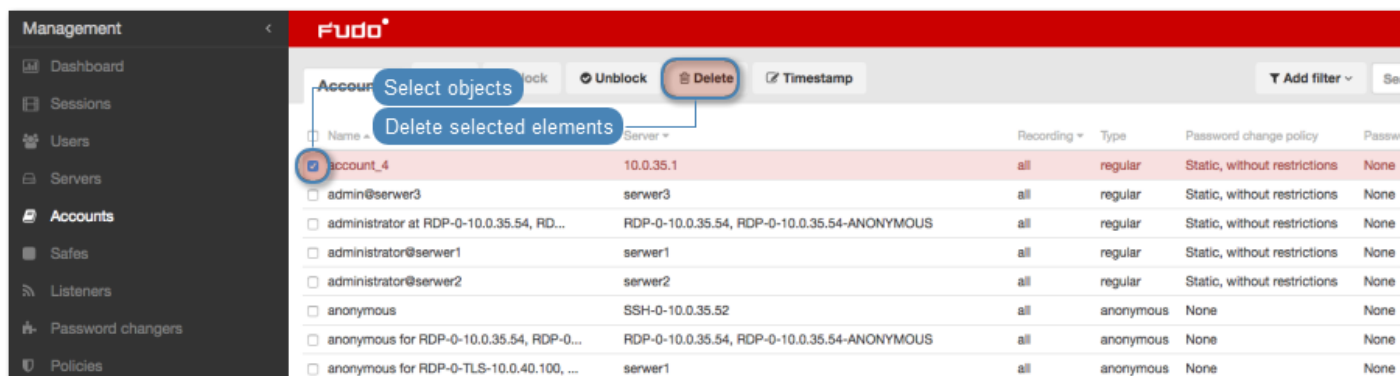 Management
Fudo
Dashboard
Sessions
Users
Servers
Accounts
Safes
Listeners
Password changers
Policies
Accoun
lock
Unblock
Delete
Timestamp
Add filter
Se
Select objects
Delete selected elements
Name Server Recording Type Password change policy Passw
account_4 10.0.35.1 all regular Static, without restrictions None
admin@serwer3 serwer3 all regular Static, without restrictions None
administrator at RDP-0-10.0.35.54, RD... RDP-0-10.0.35.54, RDP-0-10.0.35.54-ANONYMOUS all regular Static, without restrictions None
administrator@serwer1 serwer1 all regular Static, without restrictions None
administrator@serwer2 serwer2 all regular Static, without restrictions None
anonymous SSH-0-10.0.35.52 all anonymous None None
anonymous for RDP-0-10.0.35.54, RDP-0... RDP-0-10.0.35.54, RDP-0-10.0.35.54-ANONYMOUS all anonymous None None
anonymous for RDP-0-TLS-10.0.40.100, ... serwer1 all anonymous None None